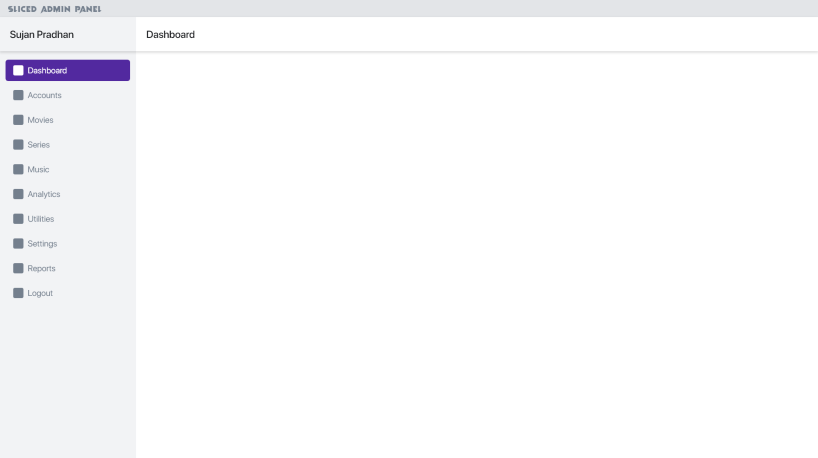 SLICED ADMIN PANEL
Sujan Pradhan
Dashboard
Dashboard
Accounts
Movies
Series
Music
Analytics
Utilities
Settings
Reports
Logout